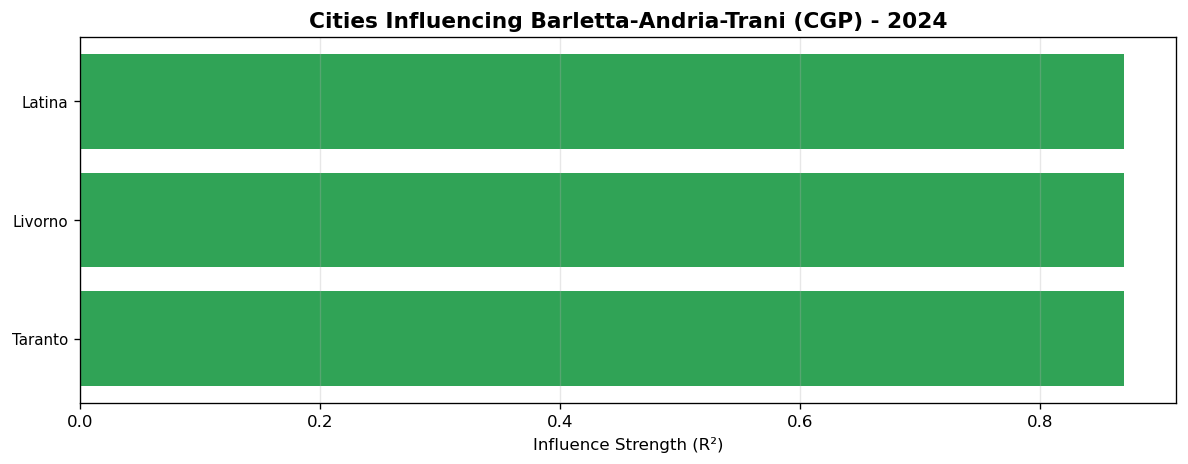 Cities Influencing Barletta-Andria-Trani (CGP) - 2024
Latina
Livorno
Taranto
0.0 0.2 0.4 0.6 0.8
Influence Strength (R²)